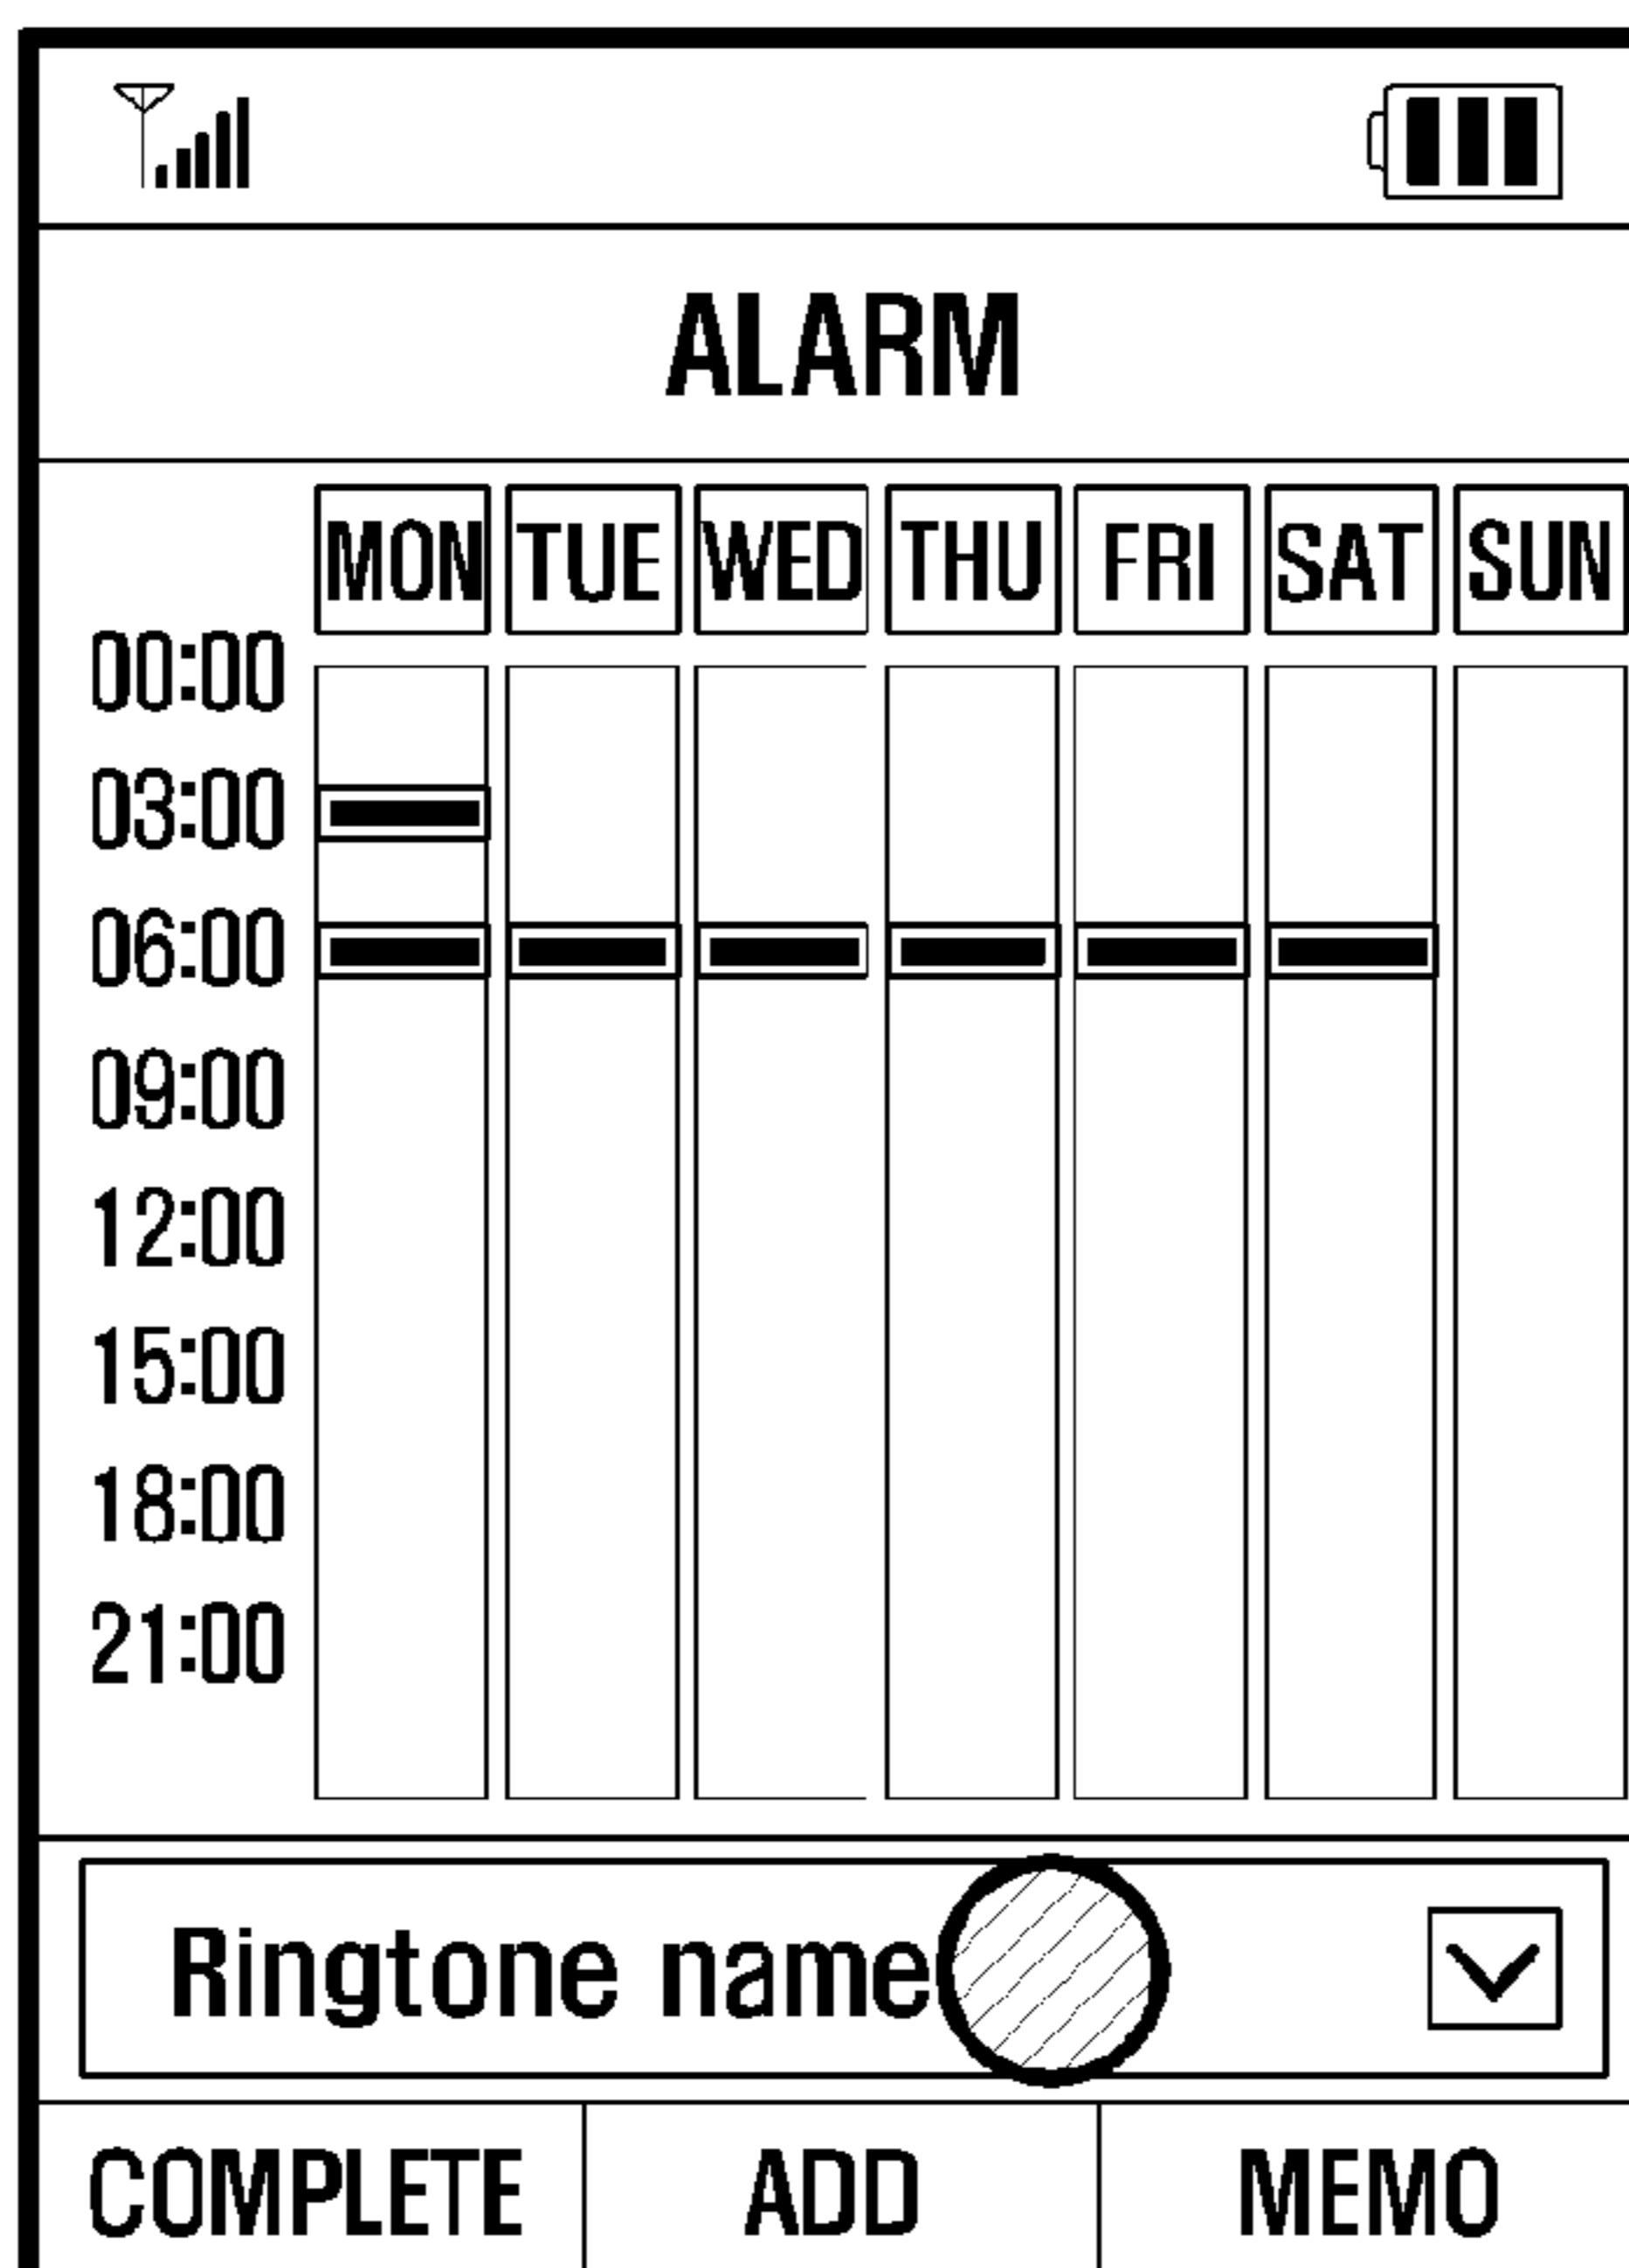 ALARM
MON TUE WED THU FRI SAT SUN
00:00
03:00
06:00
09:00
12:00
15:00
18:00
21:00
Ringtone name
COMPLETE ADD MEMO